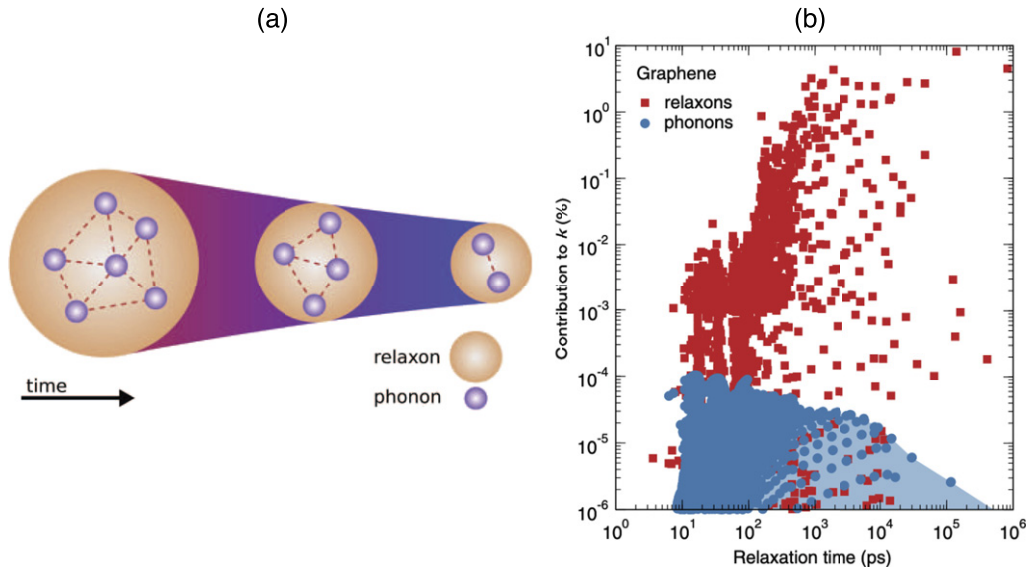 (a)
relaxon
phonon
time
(b)
Graphene
relaxons
phonons
Contribution to k (%)
10^1
10^0
10^-1
10^-2
10^-3
10^-4
10^-5
10^-6
10^0 10^1 10^2 10^3 10^4 10^5 10^6
Relaxation time (ps)